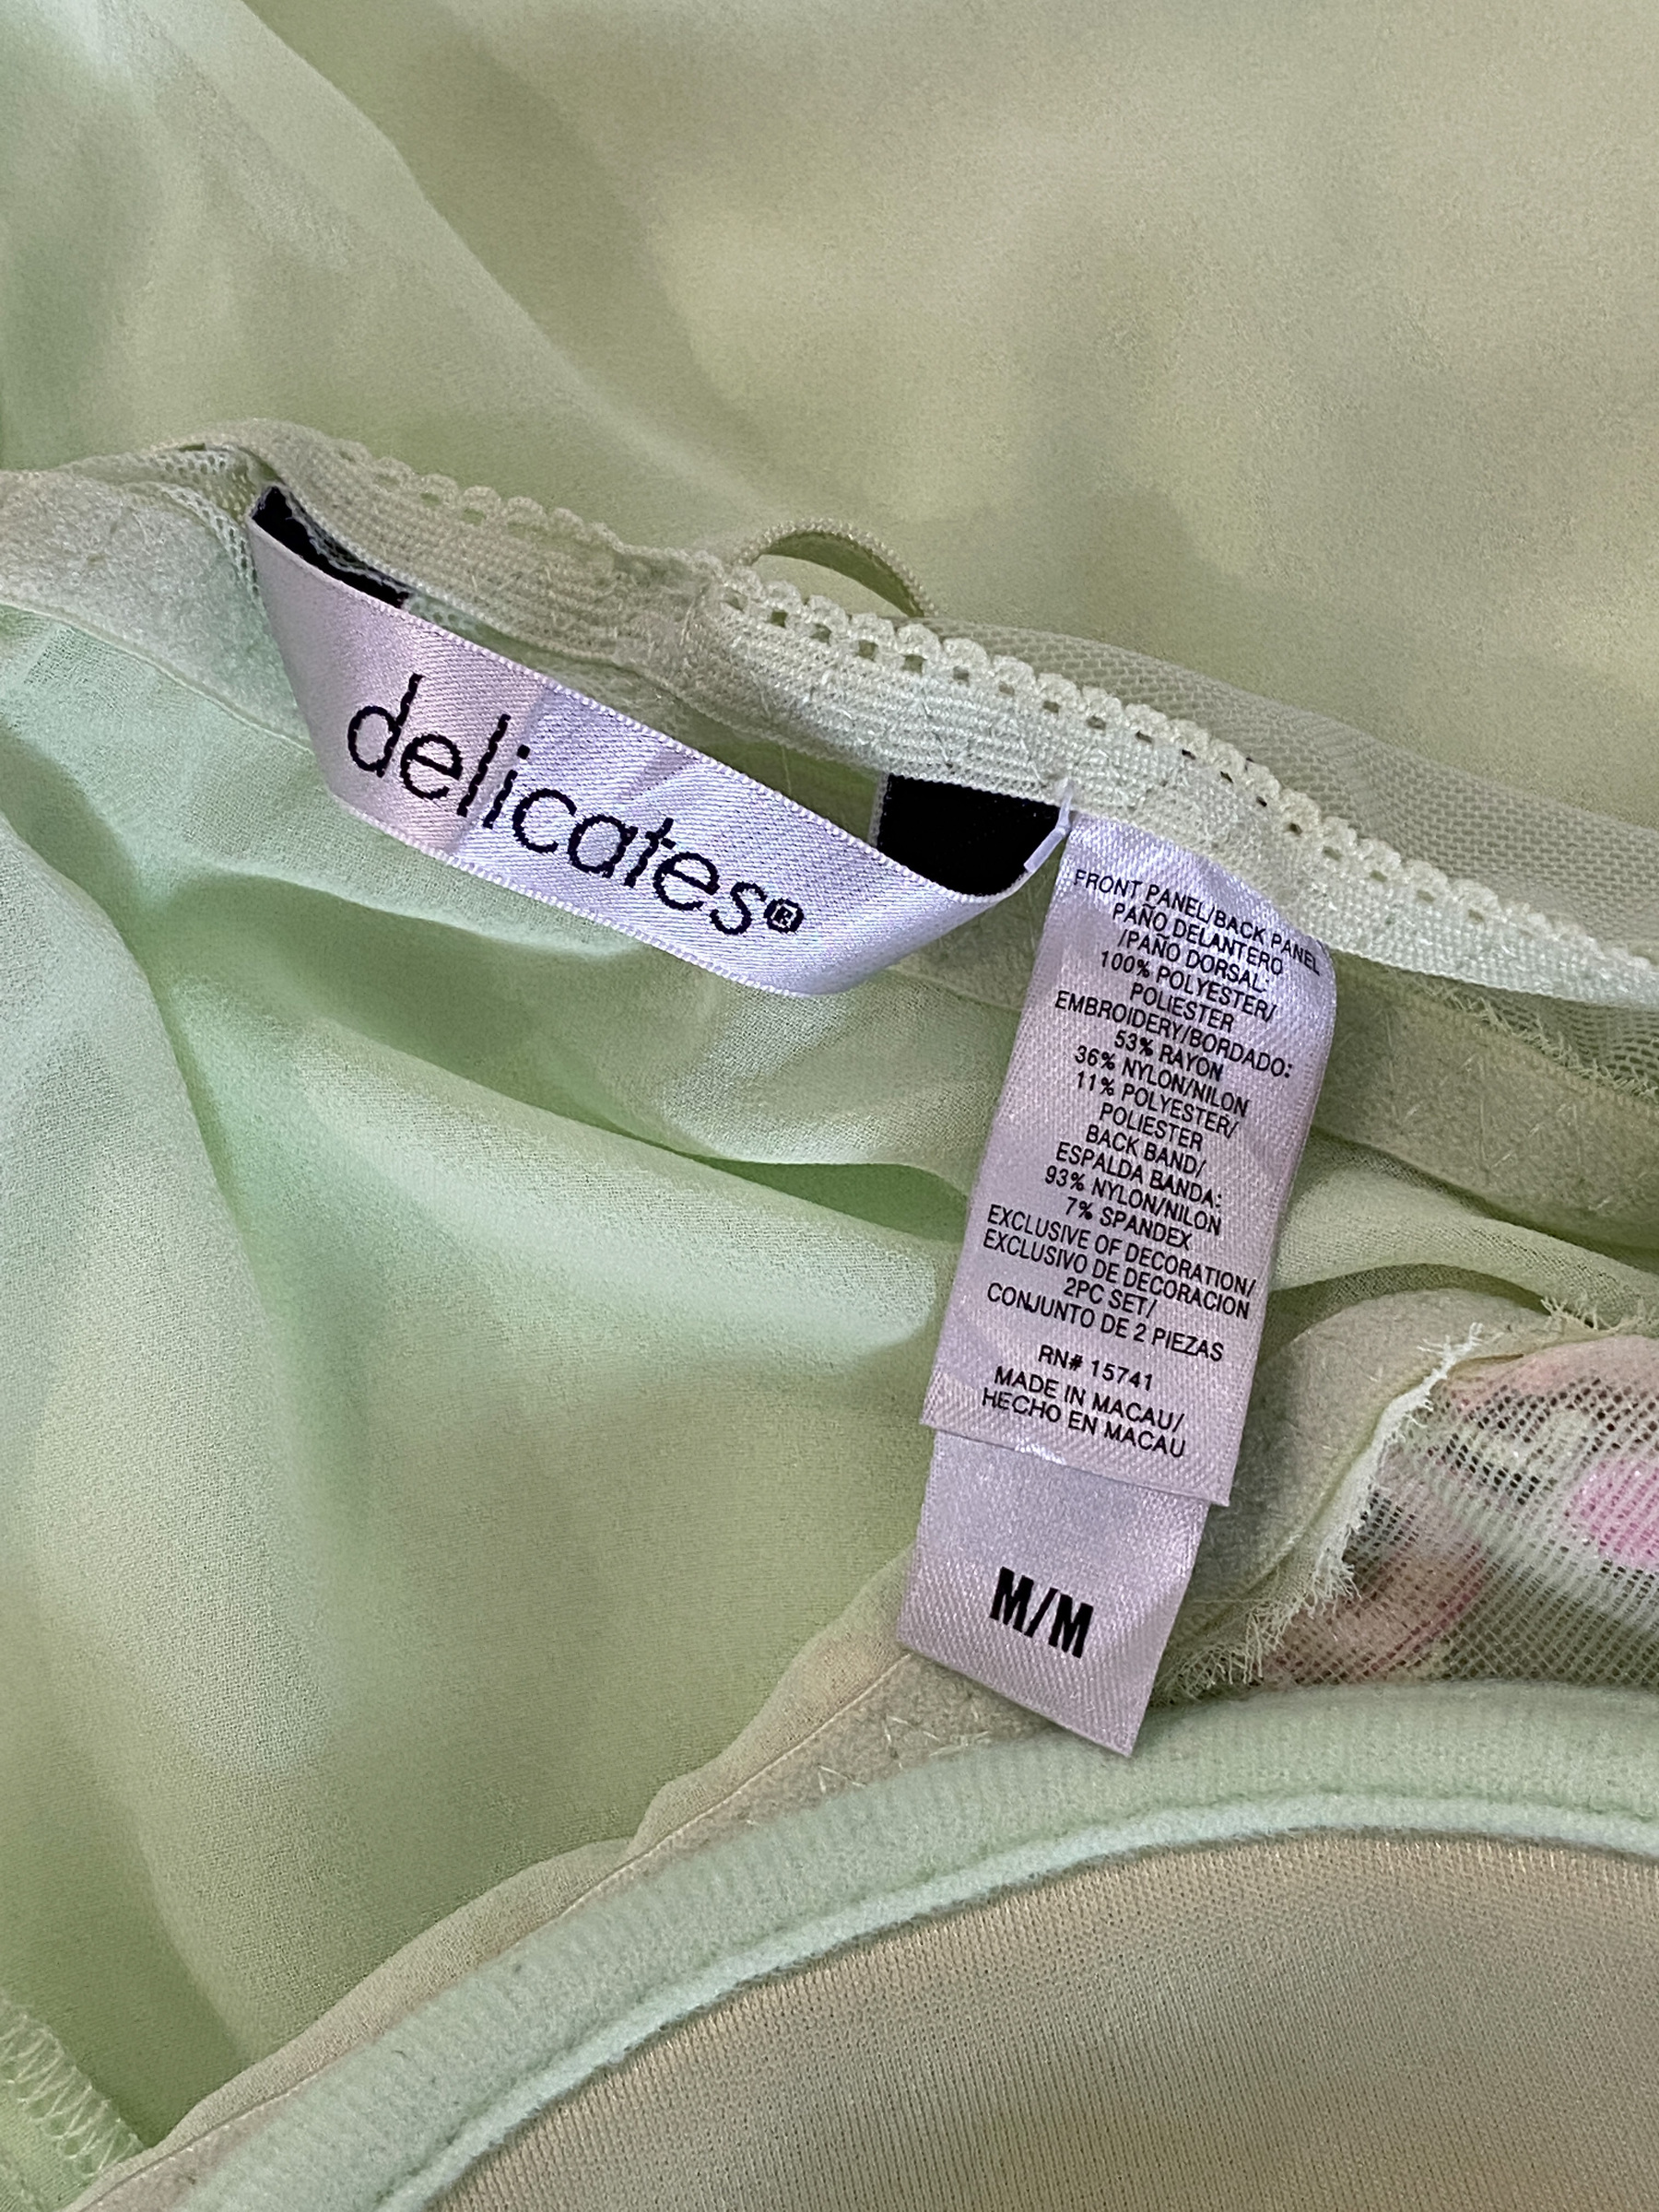 delicates®
FRONT PANEL/BACK PANEL
PAÑO DELANTERO
/PAÑO DORSAL:
100% POLYESTER/
POLIESTER
EMBROIDERY/BORDADO:
53% RAYON
36% NYLON/NILON
11% POLYESTER/
POLIESTER
BACK BAND/
ESPALDA BANDA:
93% NYLON/NILON
7% SPANDEX
EXCLUSIVE OF DECORATION/
EXCLUSIVO DE DECORACION
2PC SET/
CONJUNTO DE 2 PIEZAS
RN# 15741
MADE IN MACAU/
HECHO EN MACAU
M/M